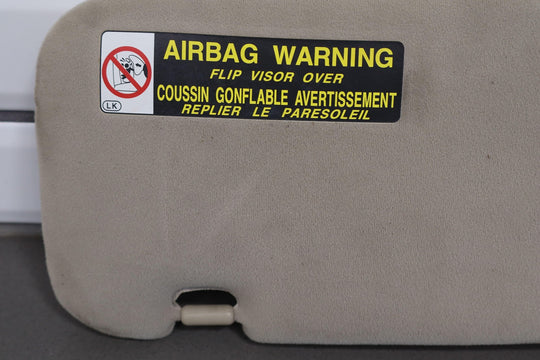 AIRBAG WARNING
FLIP VISOR OVER
COUSSIN GONFLABLE AVERTISSEMENT
REPLIER LE PARESOLEIL
LK